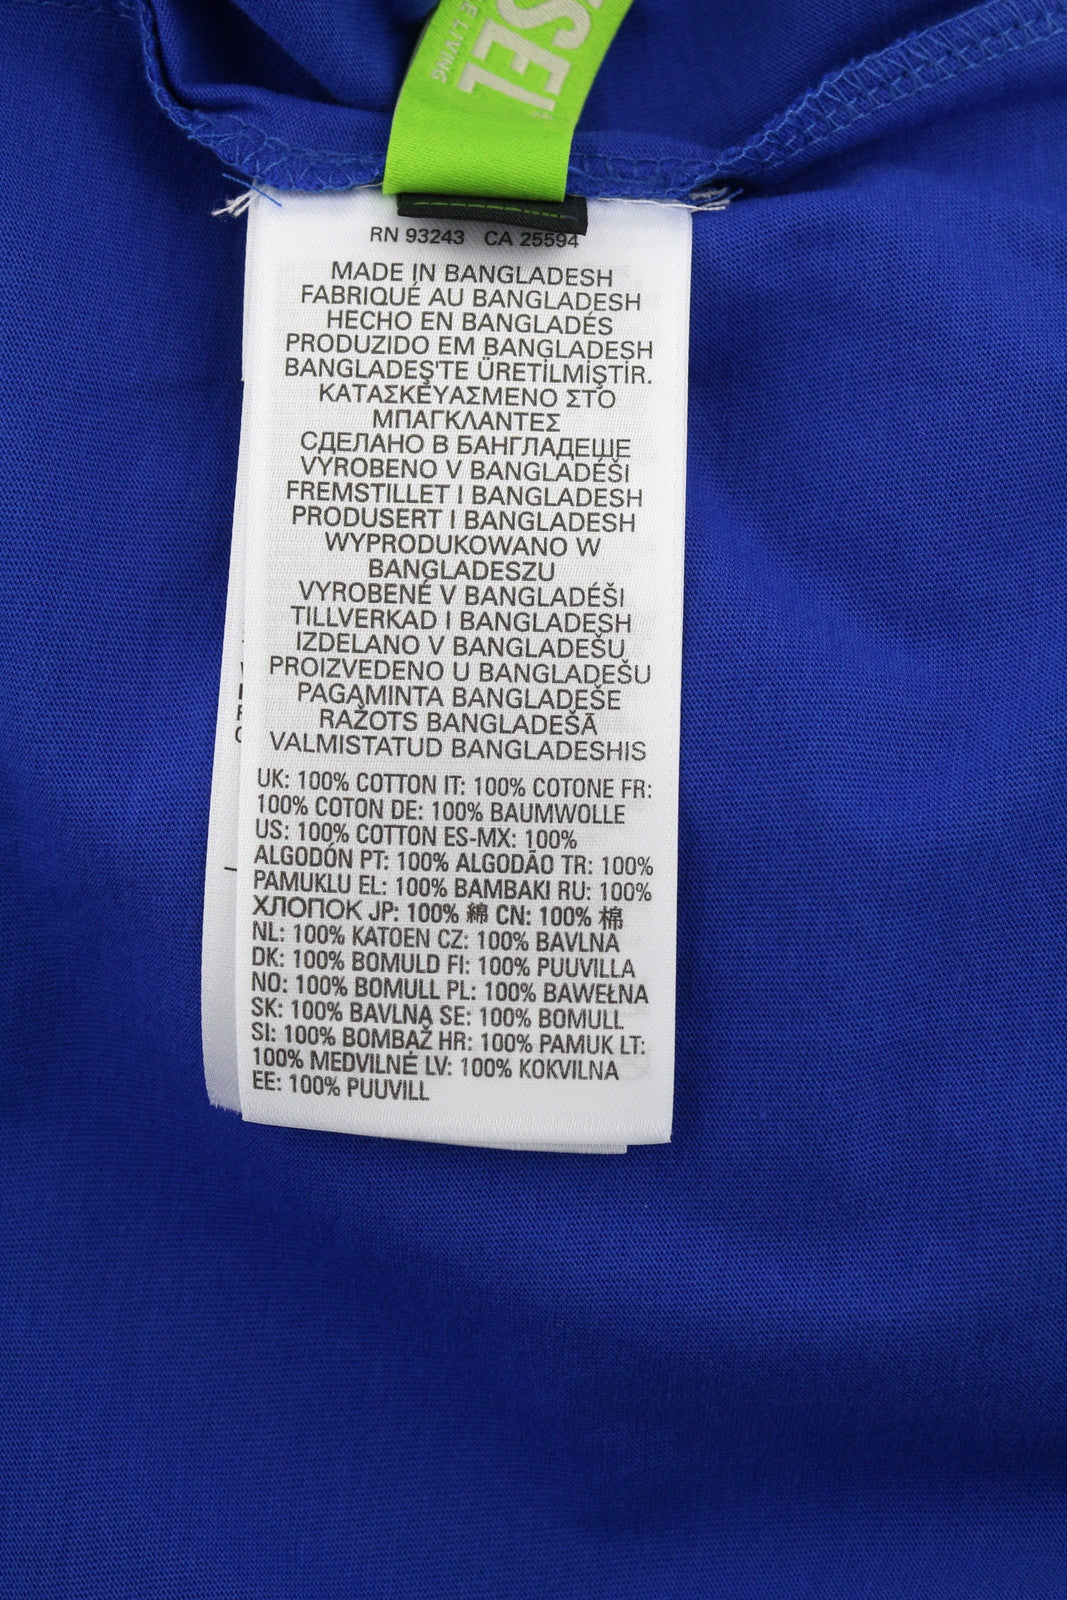 LIVING
RN 93243 CA 25594
MADE IN BANGLADESH
FABRIQUÉ AU BANGLADESH
HECHO EN BANGLADÉS
PRODUZIDO EM BANGLADESH
BANGLADEŞ'TE ÜRETİLMİŞTİR.
ΚΑΤΑΣΚΕΥΑΣΜΕΝΟ ΣΤΟ
ΜΠΑΓΚΛΑΝΤΕΣ
СДЕЛАНО В БАНГЛАДЕШЕ
VYROBENO V BANGLADÉŠI
FREMSTILLET I BANGLADESH
PRODUSERT I BANGLADESH
WYPRODUKOWANO W
BANGLADESZU
VYROBENÉ V BANGLADÉŠI
TILLVERKAD I BANGLADESH
IZDELANO V BANGLADEŠU
PROIZVEDENO U BANGLADEŠU
PAGAMINTA BANGLADEŠE
RAŽOTS BANGLADEŠĀ
VALMISTATUD BANGLADESHIS
UK: 100% COTTON IT: 100% COTONE FR:
100% COTON DE: 100% BAUMWOLLE
US: 100% COTTON ES-MX: 100%
ALGODÓN PT: 100% ALGODÃO TR: 100%
PAMUKLU EL: 100% ΒΑΜΒΑΚΙ RU: 100%
ХЛОПОК JP: 100% 綿 CN: 100% 棉
NL: 100% KATOEN CZ: 100% BAVLNA
DK: 100% BOMULD FI: 100% PUUVILLA
NO: 100% BOMULL PL: 100% BAWEŁNA
SK: 100% BAVLNA SE: 100% BOMULL
SI: 100% BOMBAŽ HR: 100% PAMUK LT:
100% MEDVILNĖ LV: 100% KOKVILNA
EE: 100% PUUVILL